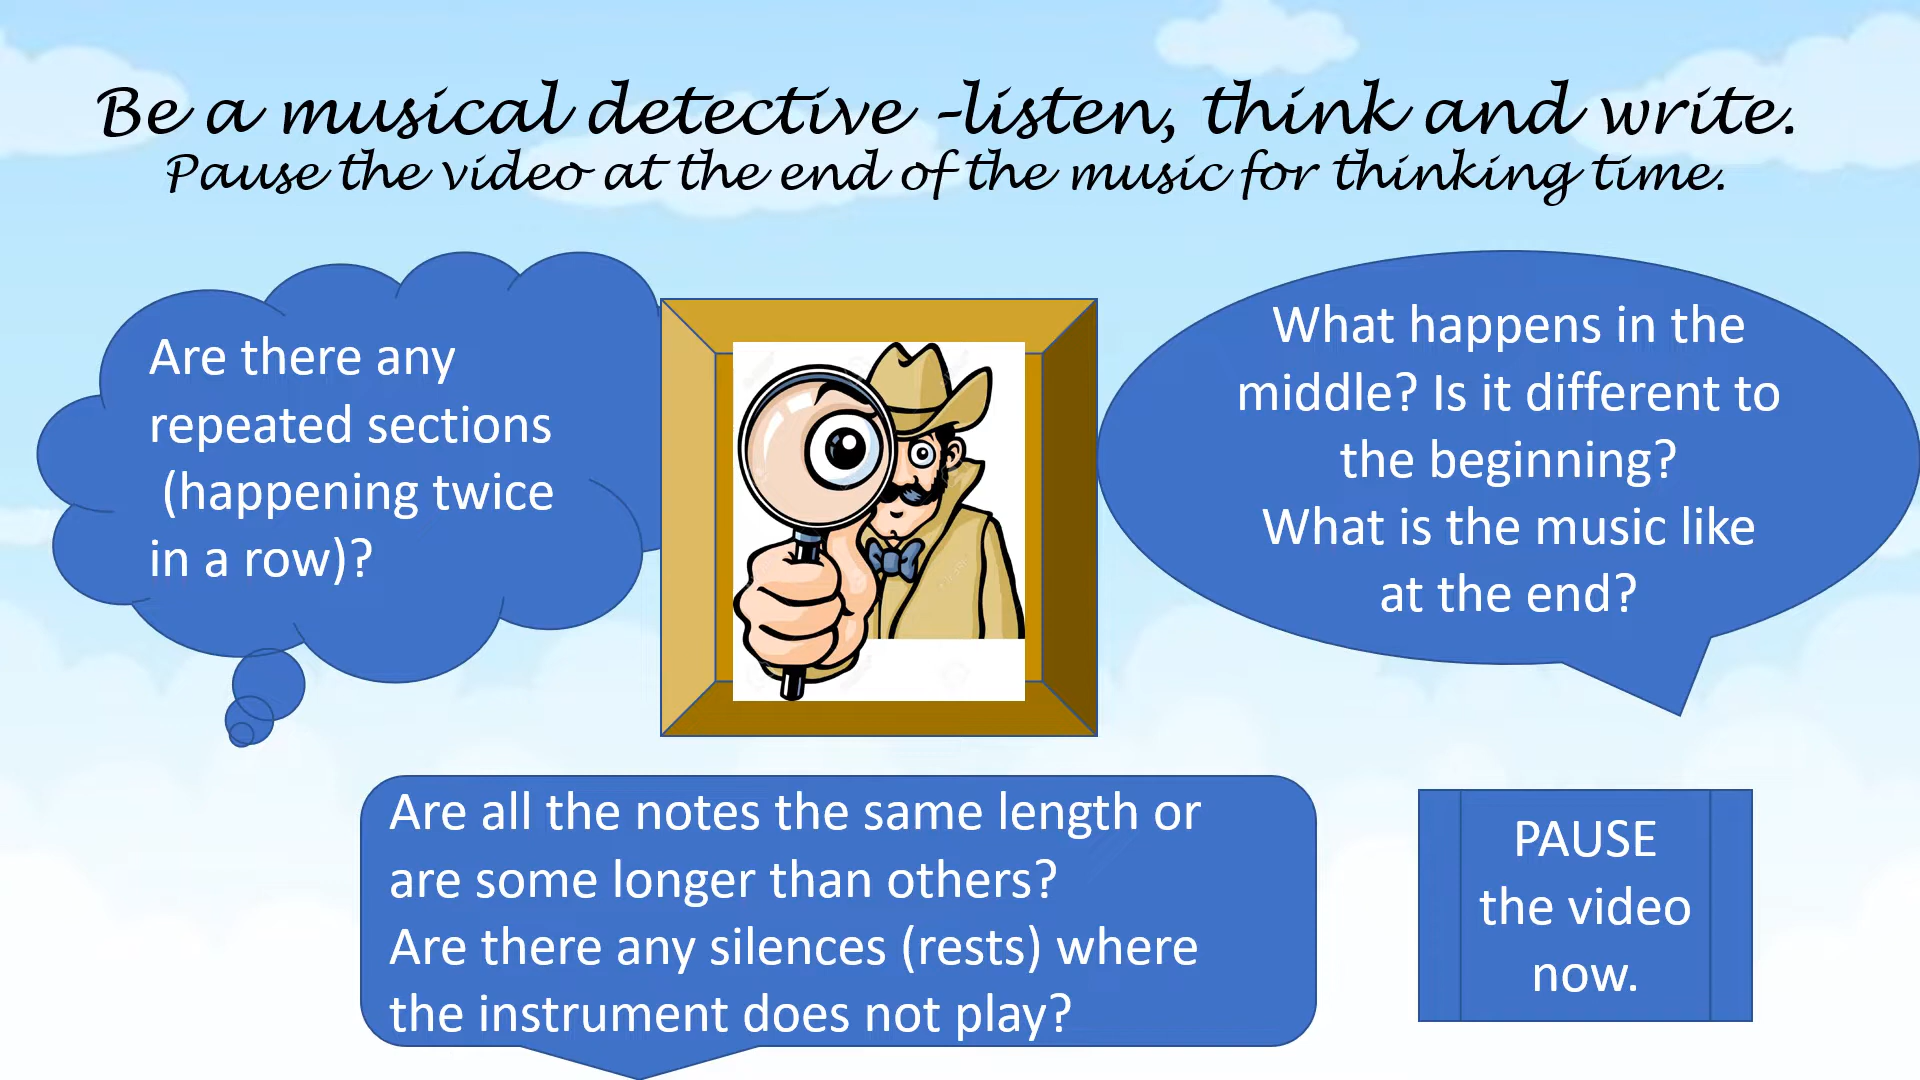 Be a musical detective –listen, think and write.
Pause the video at the end of the music for thinking time.
Are there any
repeated sections
(happening twice
in a row)?
What happens in the
middle? Is it different to
the beginning?
What is the music like
at the end?
Are all the notes the same length or
are some longer than others?
Are there any silences (rests) where
the instrument does not play?
PAUSE
the video
now.